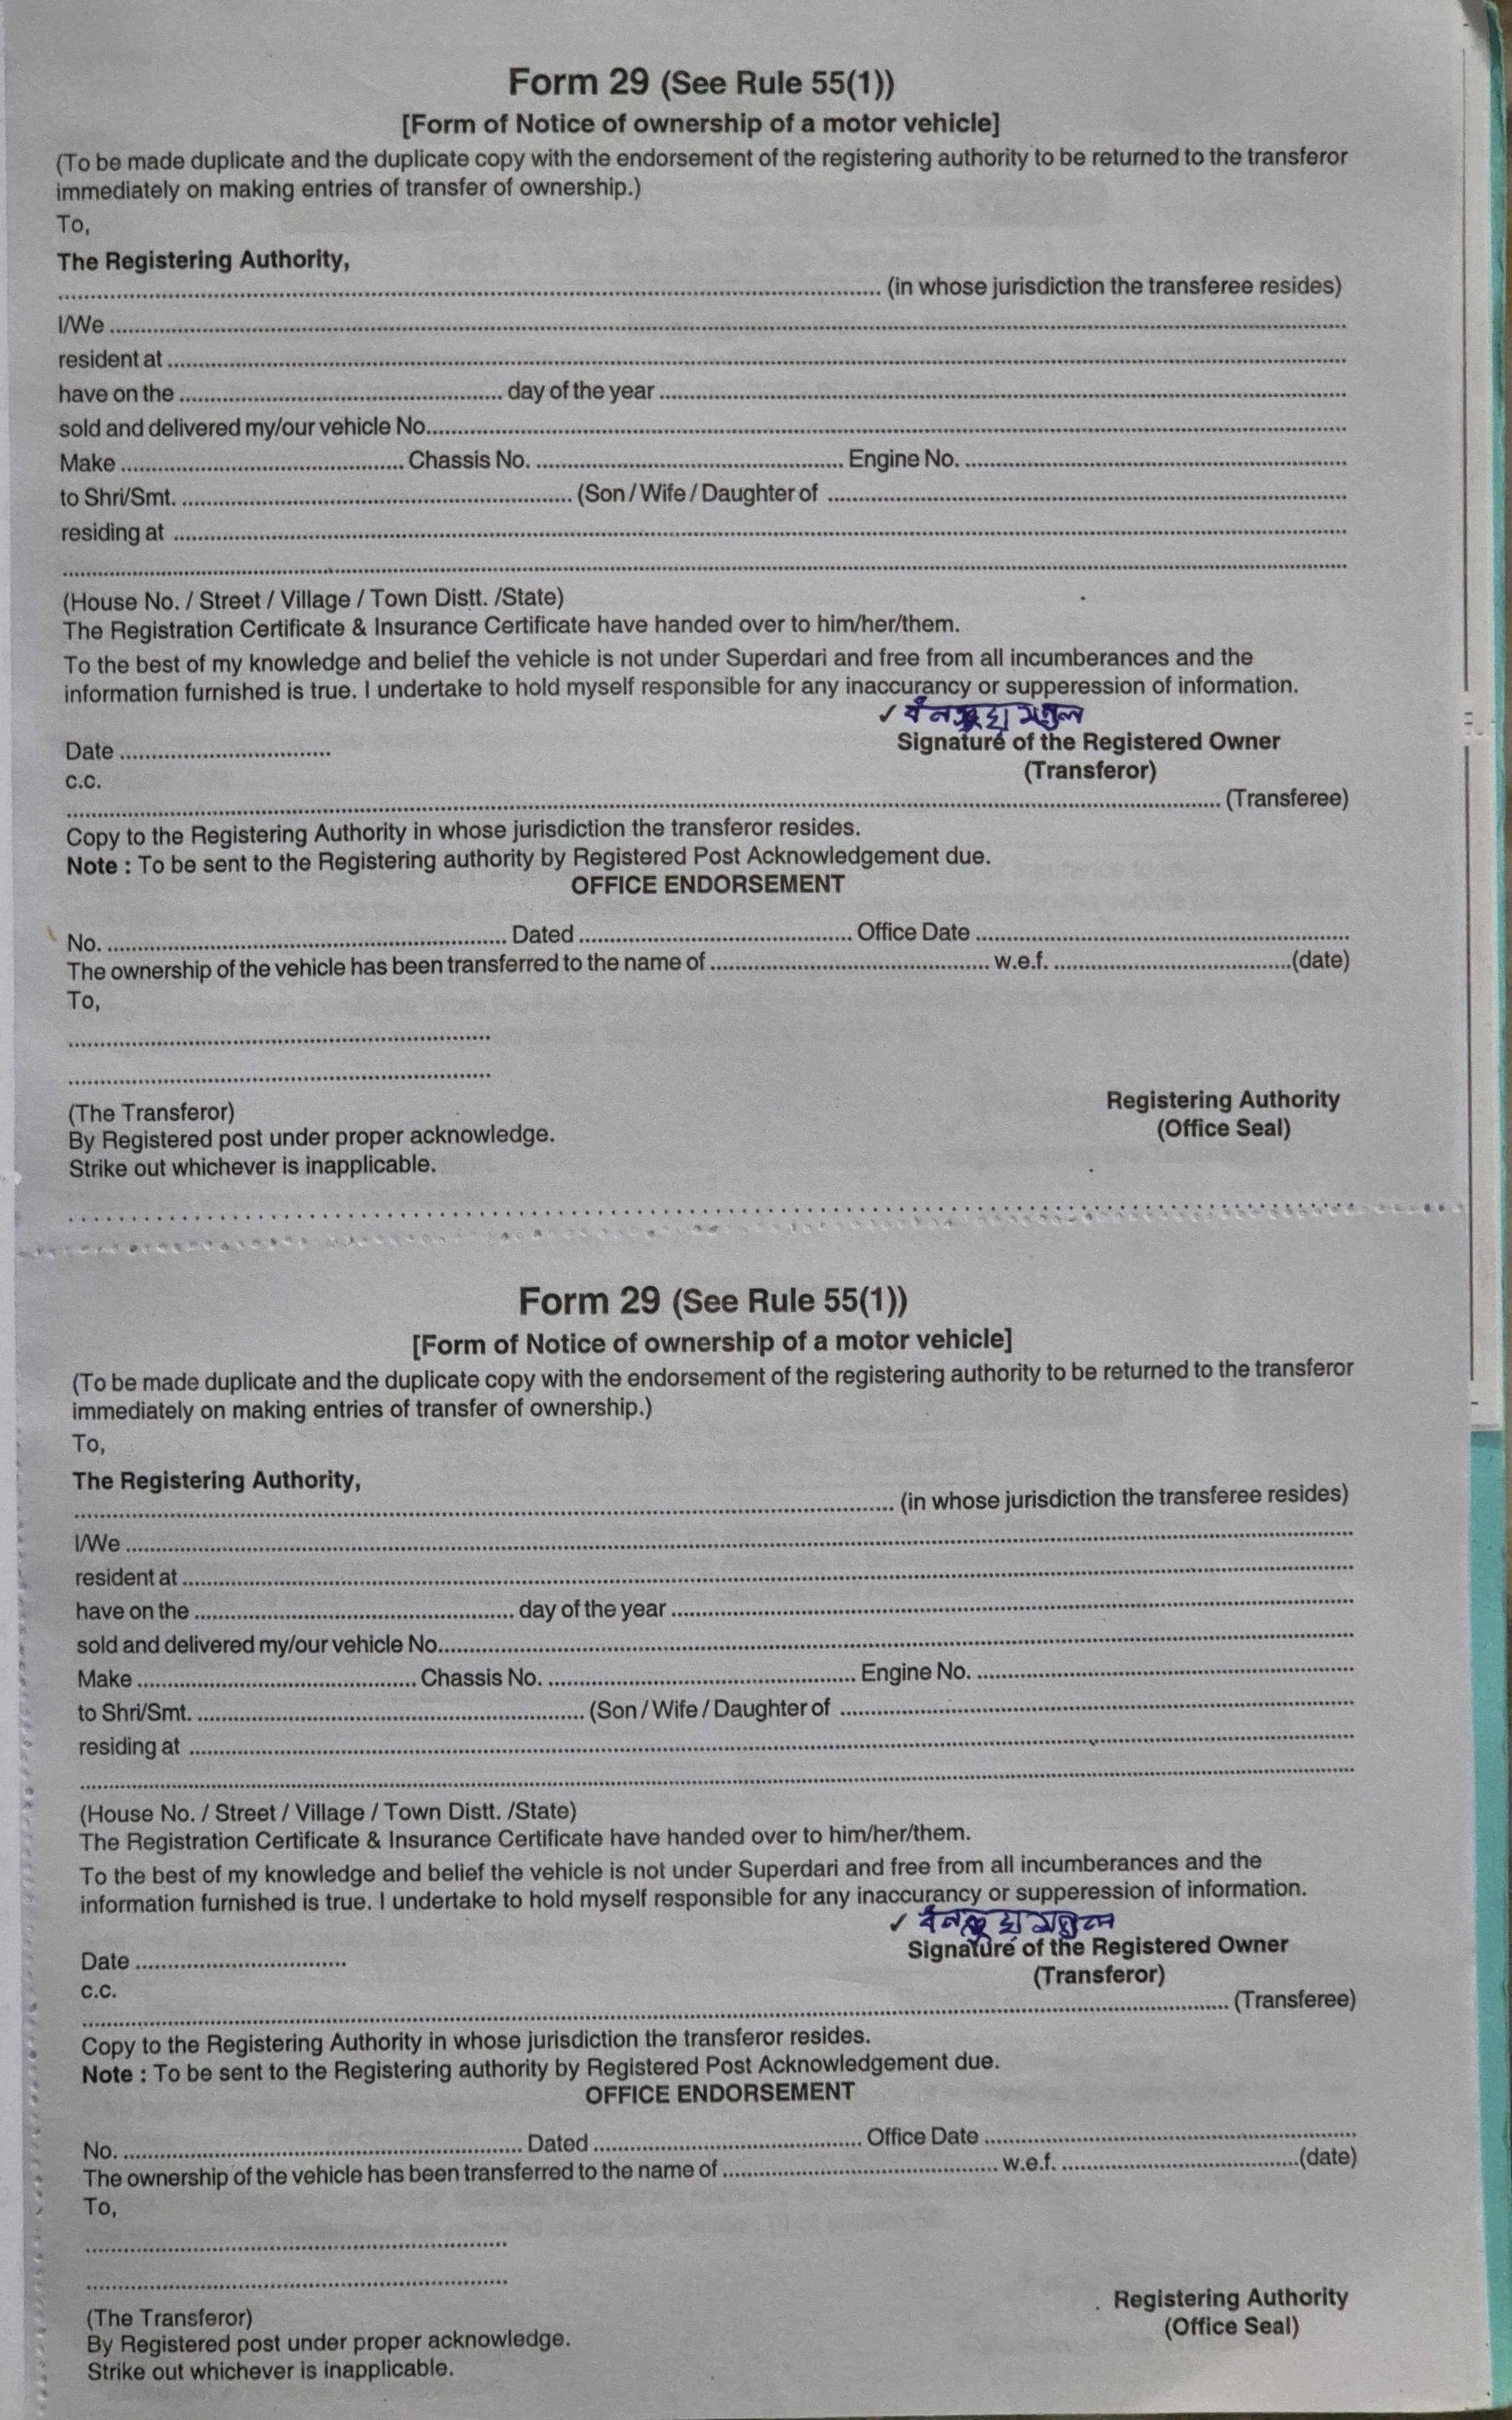 Form 29 (See Rule 55(1))
[Form of Notice of ownership of a motor vehicle]
(To be made duplicate and the duplicate copy with the endorsement of the registering authority to be returned to the transferor
immediately on making entries of transfer of ownership.)
To,
The Registering Authority,
.......... (in whose jurisdiction the transferee resides)
I/We ..........
resident at ..........
have on the .......... day of the year ..........
sold and delivered my/our vehicle No. ..........
Make .......... Chassis No. .......... Engine No. ..........
to Shri/Smt. .......... (Son / Wife / Daughter of ..........
residing at ..........
..........
(House No. / Street / Village / Town Distt. /State)
The Registration Certificate & Insurance Certificate have handed over to him/her/them.
To the best of my knowledge and belief the vehicle is not under Superdari and free from all incumberances and the
information furnished is true. I undertake to hold myself responsible for any inaccurancy or supperession of information.
✓ মণ্ডল
Signature of the Registered Owner
Date ..........
(Transferor)
c.c.
.......... (Transferee)
Copy to the Registering Authority in whose jurisdiction the transferor resides.
Note : To be sent to the Registering authority by Registered Post Acknowledgement due.
OFFICE ENDORSEMENT
No. .......... Dated .......... Office Date ..........
The ownership of the vehicle has been transferred to the name of .......... w.e.f. ..........(date)
To,
..........
..........
Registering Authority
(The Transferor)
(Office Seal)
By Registered post under proper acknowledge.
Strike out whichever is inapplicable.
Form 29 (See Rule 55(1))
[Form of Notice of ownership of a motor vehicle]
(To be made duplicate and the duplicate copy with the endorsement of the registering authority to be returned to the transferor
immediately on making entries of transfer of ownership.)
To,
The Registering Authority,
.......... (in whose jurisdiction the transferee resides)
I/We ..........
resident at ..........
have on the .......... day of the year ..........
sold and delivered my/our vehicle No. ..........
Make .......... Chassis No. .......... Engine No. ..........
to Shri/Smt. .......... (Son / Wife / Daughter of ..........
residing at ..........
..........
(House No. / Street / Village / Town Distt. /State)
The Registration Certificate & Insurance Certificate have handed over to him/her/them.
To the best of my knowledge and belief the vehicle is not under Superdari and free from all incumberances and the
information furnished is true. I undertake to hold myself responsible for any inaccurancy or supperession of information.
✓ মণ্ডল
Signature of the Registered Owner
Date ..........
(Transferor)
c.c.
.......... (Transferee)
Copy to the Registering Authority in whose jurisdiction the transferor resides.
Note : To be sent to the Registering authority by Registered Post Acknowledgement due.
OFFICE ENDORSEMENT
No. .......... Dated .......... Office Date ..........
The ownership of the vehicle has been transferred to the name of .......... w.e.f. ..........(date)
To,
..........
..........
Registering Authority
(The Transferor)
(Office Seal)
By Registered post under proper acknowledge.
Strike out whichever is inapplicable.